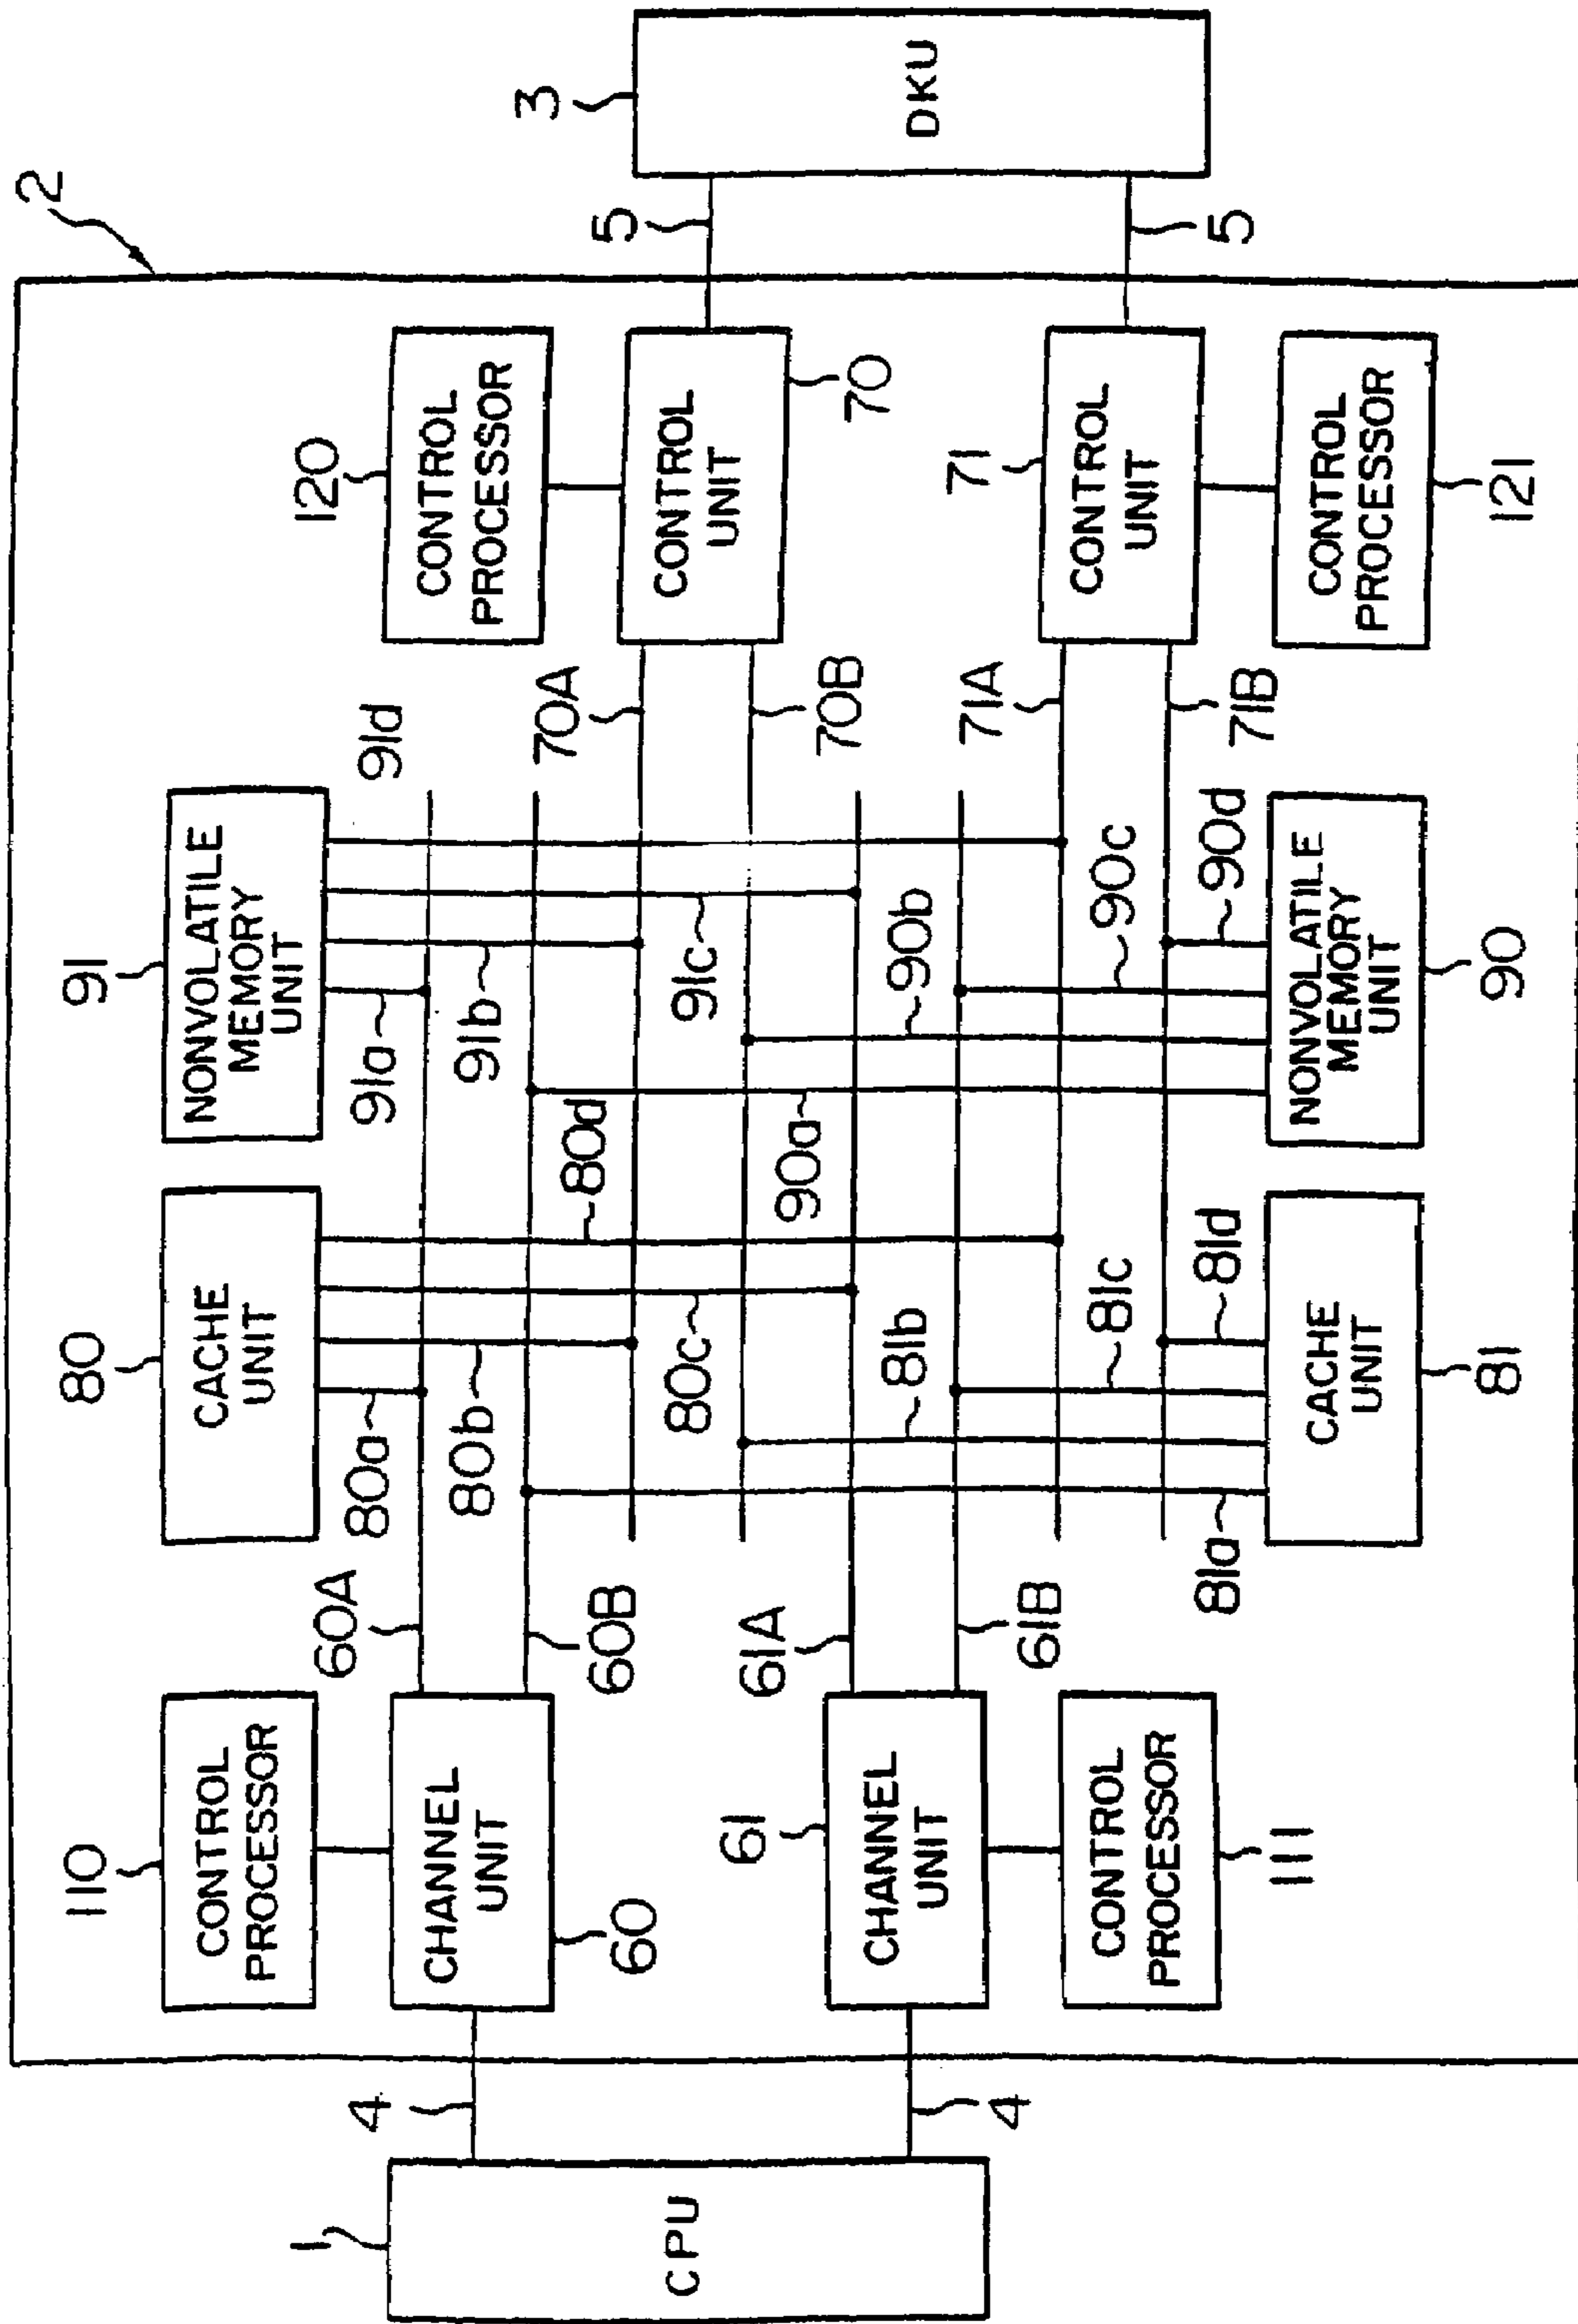 2
3
DKU
5
5
120
CONTROL
PROCESSOR
CONTROL
UNIT
70
71
CONTROL
UNIT
CONTROL
PROCESSOR
121
70A
70B
71A
71B
91
NONVOLATILE
MEMORY
UNIT
91a
91b
91c
91d
90a
90b
90c
90d
NONVOLATILE
MEMORY
UNIT
90
80
CACHE
UNIT
80a
80b
80c
80d
81a
81b
81c
81d
CACHE
UNIT
81
60A
60B
61A
61B
110
CONTROL
PROCESSOR
CHANNEL
UNIT
60
61
CHANNEL
UNIT
CONTROL
PROCESSOR
111
4
4
1
CPU